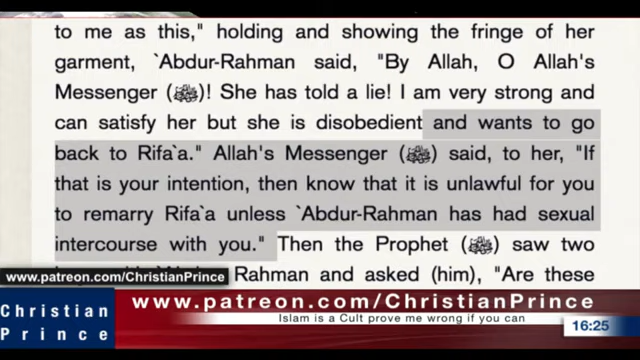 to me as this," holding and showing the fringe of her
garment, `Abdur-Rahman said, "By Allah, O Allah's
Messenger (ﷺ)! She has told a lie! I am very strong and
can satisfy her but she is disobedient and wants to go
back to Rifa`a." Allah's Messenger (ﷺ) said, to her, "If
that is your intention, then know that it is unlawful for you
to remarry Rifa`a unless `Abdur-Rahman has had sexual
intercourse with you." Then the Prophet (ﷺ) saw two
Rahman and asked (him), "Are these
www.patreon.com/ChristianPrince
Christian
Prince
www.patreon.com/ChristianPrince
Islam is a Cult prove me wrong if you can
16:25